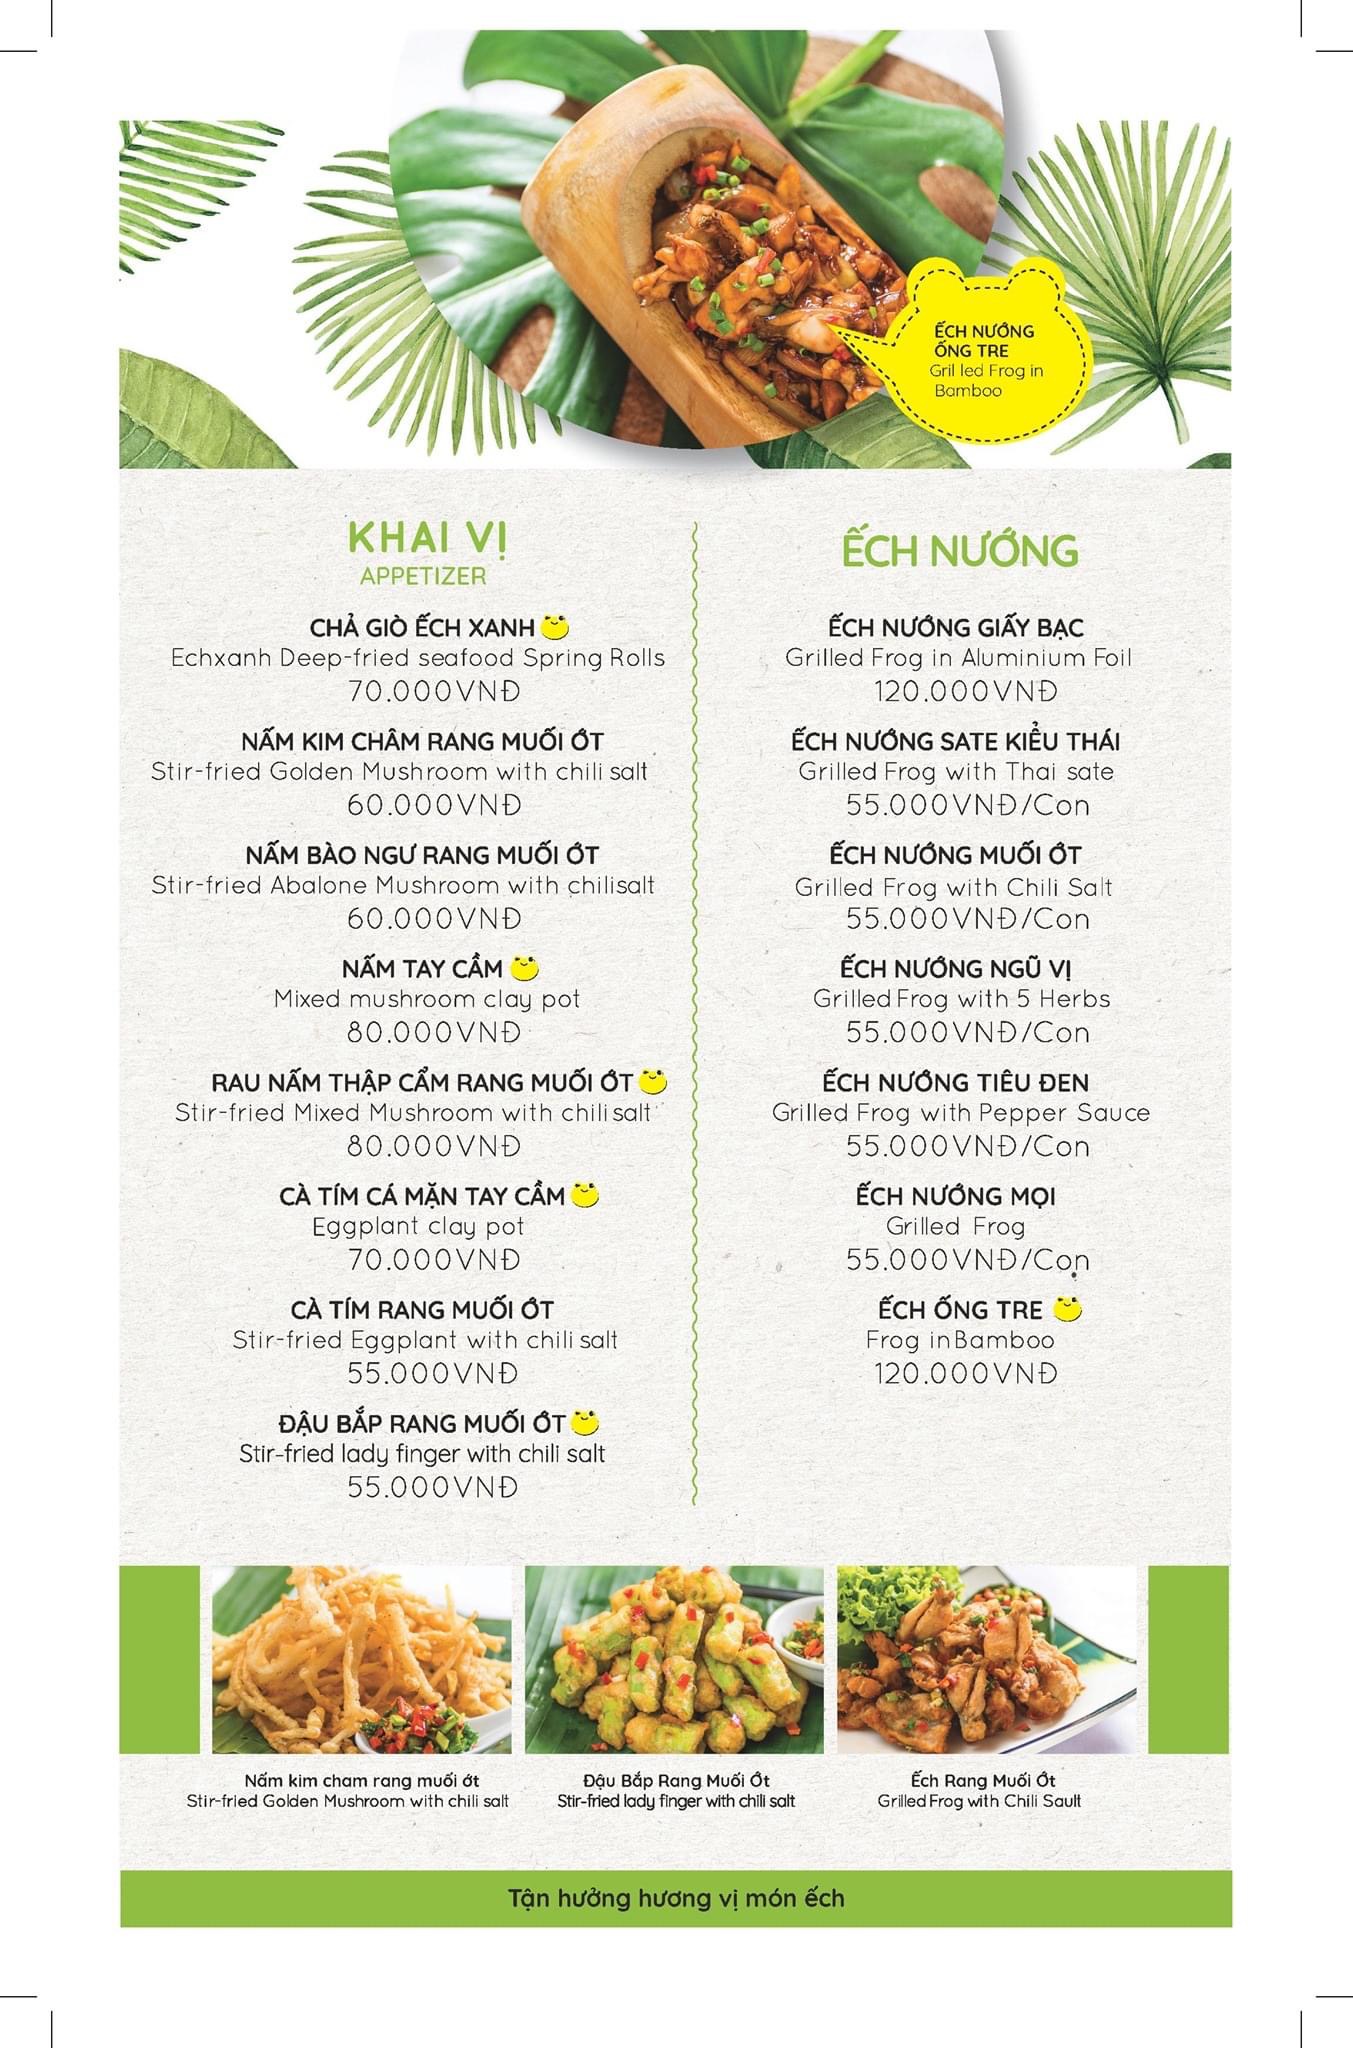 ẾCH NƯỚNG
ỐNG TRE
Gril led Frog in
Bamboo
KHAI VỊ
APPETIZER
CHẢ GIÒ ẾCH XANH
Echxanh Deep-fried seafood Spring Rolls
70.000VNĐ
NẤM KIM CHÂM RANG MUỐI ỚT
Stir-fried Golden Mushroom with chili salt
60.000VNĐ
NẤM BÀO NGƯ RANG MUỐI ỚT
Stir-fried Abalone Mushroom with chilisalt
60.000VNĐ
NẤM TAY CẦM
Mixed mushroom clay pot
80.000VNĐ
RAU NẤM THẬP CẨM RANG MUỐI ỚT
Stir-fried Mixed Mushroom with chili salt
80.000VNĐ
CÀ TÍM CÁ MẶN TAY CẦM
Eggplant clay pot
70.000VNĐ
CÀ TÍM RANG MUỐI ỚT
Stir-fried Eggplant with chili salt
55.000VNĐ
ĐẬU BẮP RANG MUỐI ỚT
Stir-fried lady finger with chili salt
55.000VNĐ
ẾCH NƯỚNG
ẾCH NƯỚNG GIẤY BẠC
Grilled Frog in Aluminium Foil
120.000VNĐ
ẾCH NƯỚNG SATE KIỂU THÁI
Grilled Frog with Thai sate
55.000VNĐ/Con
ẾCH NƯỚNG MUỐI ỚT
Grilled Frog with Chili Salt
55.000VNĐ/Con
ẾCH NƯỚNG NGŨ VỊ
Grilled Frog with 5 Herbs
55.000VNĐ/Con
ẾCH NƯỚNG TIÊU ĐEN
Grilled Frog with Pepper Sauce
55.000VNĐ/Con
ẾCH NƯỚNG MỌI
Grilled Frog
55.000VNĐ/Con
ẾCH ỐNG TRE
Frog in Bamboo
120.000VNĐ
Nấm kim cham rang muối ớt
Stir-fried Golden Mushroom with chili salt
Đậu Bắp Rang Muối Ớt
Stir-fried lady finger with chili salt
Ếch Rang Muối Ớt
Grilled Frog with Chili Sault
Tận hưởng hương vị món ếch